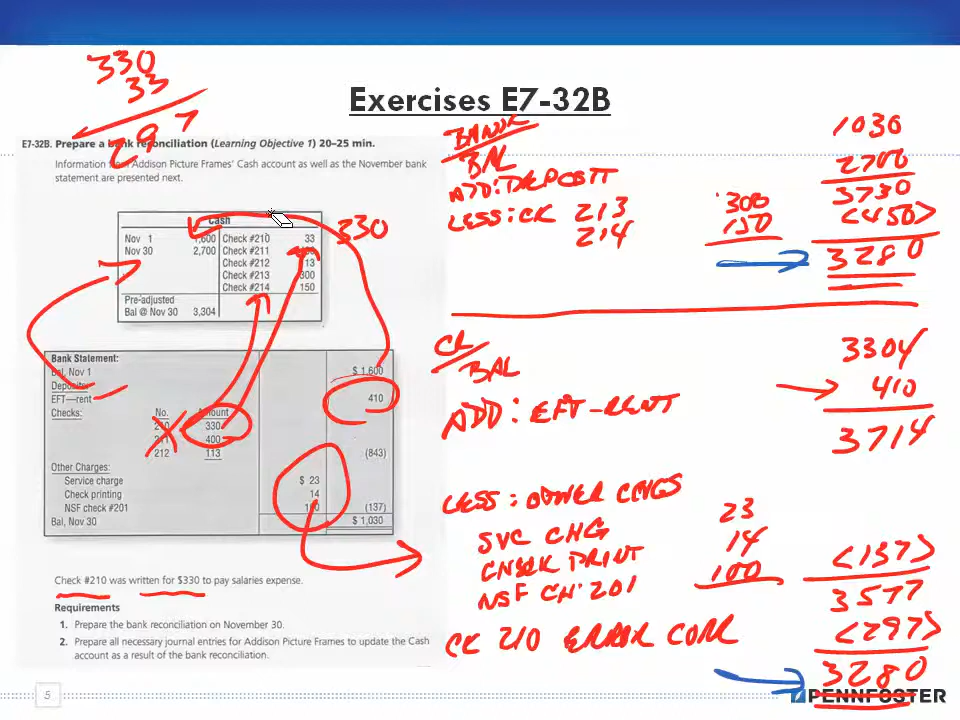 330
33
297
Exercises E7-32B
E7-32B. Prepare a bank reconciliation (Learning Objective 1) 20–25 min.
Information from Addison Picture Frames' Cash account as well as the November bank
statement are presented next.
Cash
Nov 1 1,600 Check #210 33
Nov 30 2,700 Check #211
Check #212 113
Check #213 300
Check #214 150
Pre-adjusted
Bal @ Nov 30 3,304
330
Bank Statement:
Bal, Nov 1 $ 1,600
Deposits:
EFT—rent 410
Checks: No. Amount
210 330
211 400
212 113 (843)
Other Charges:
Service charge $ 23
Check printing 14
NSF check #201 100 (137)
Bal, Nov 30 $ 1,030
Check #210 was written for $330 to pay salaries expense.
Requirements
1. Prepare the bank reconciliation on November 30.
2. Prepare all necessary journal entries for Addison Picture Frames to update the Cash
account as a result of the bank reconciliation.
BANK
BAL 1030
ADD: DEPOSIT 2700
3730
LESS: CK 213 300
214 150 <450>
3280
CK
BAL 3304
410
ADD: EFT-RENT
3714
LESS: OTHER CHGS
SVC CHG 23
CHECK PRINT 14
NSF CH 201 100 <137>
3577
CK 210 ERROR CORR <297>
3280
5
PENNFOSTER